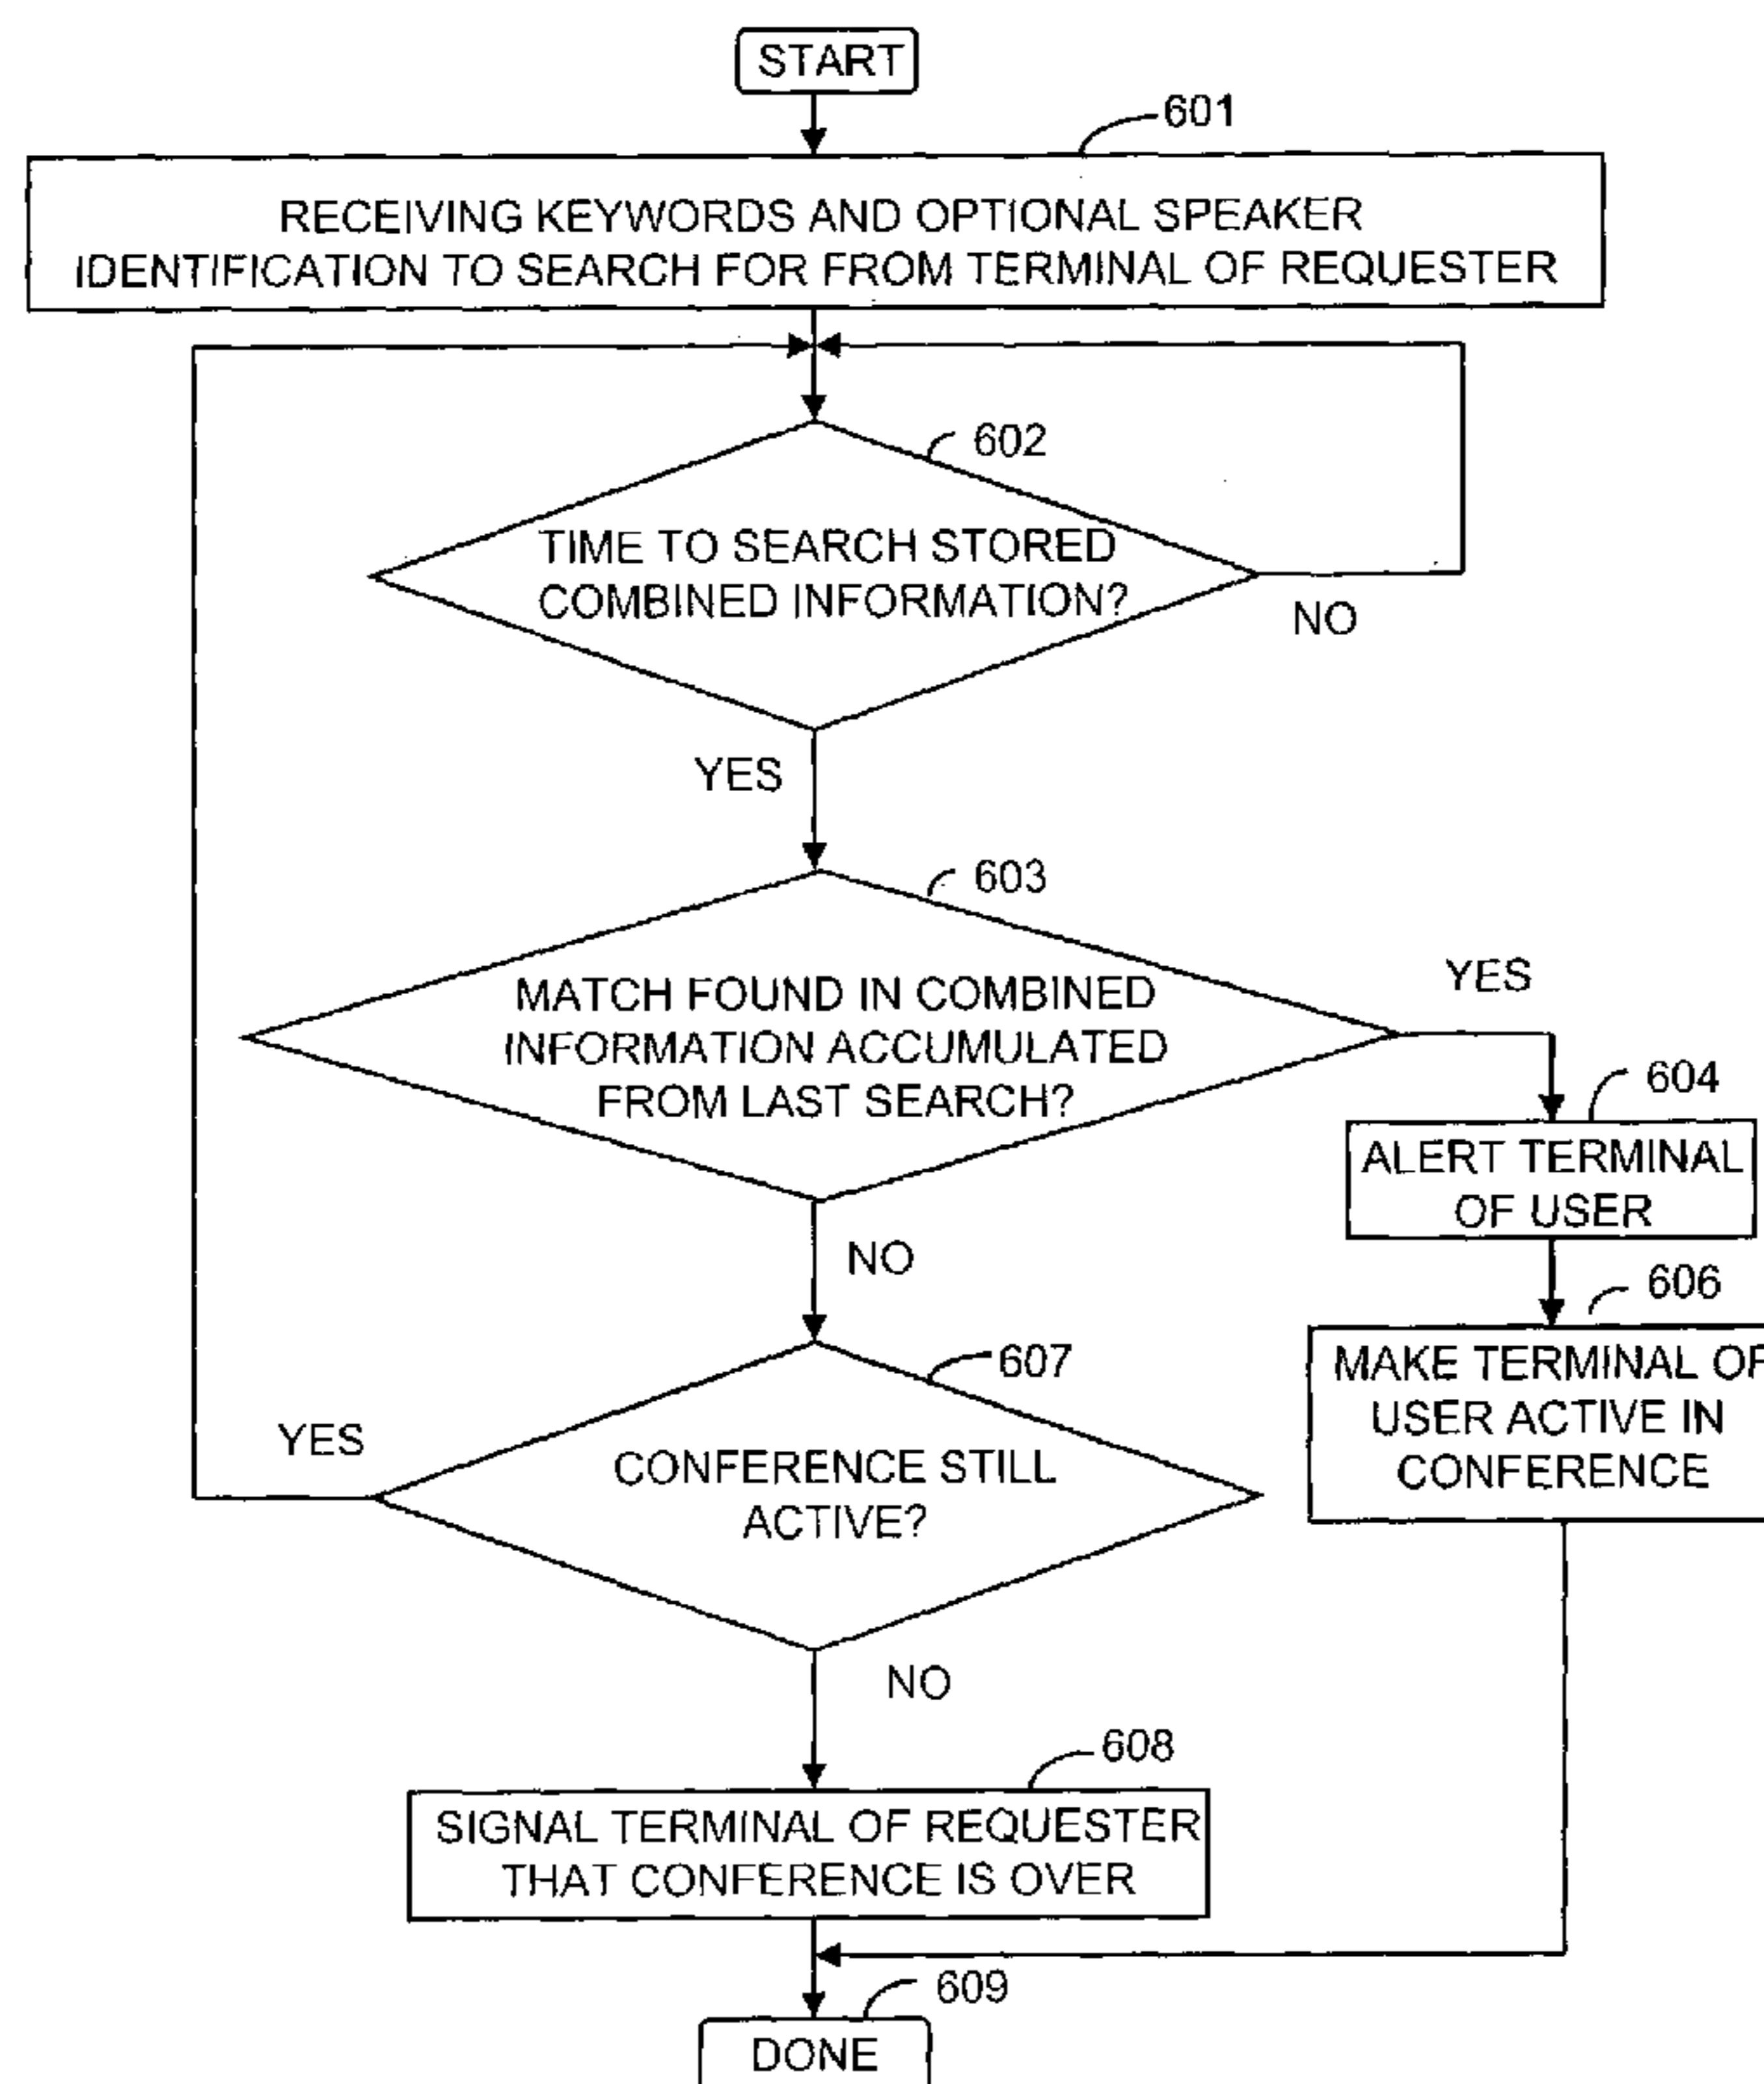 START
601
RECEIVING KEYWORDS AND OPTIONAL SPEAKER
IDENTIFICATION TO SEARCH FOR FROM TERMINAL OF REQUESTER
602
TIME TO SEARCH STORED
COMBINED INFORMATION?
NO
YES
603
MATCH FOUND IN COMBINED
INFORMATION ACCUMULATED
FROM LAST SEARCH?
YES
604
ALERT TERMINAL
OF USER
NO
606
MAKE TERMINAL OF
USER ACTIVE IN
CONFERENCE
607
CONFERENCE STILL
ACTIVE?
YES
NO
608
SIGNAL TERMINAL OF REQUESTER
THAT CONFERENCE IS OVER
609
DONE